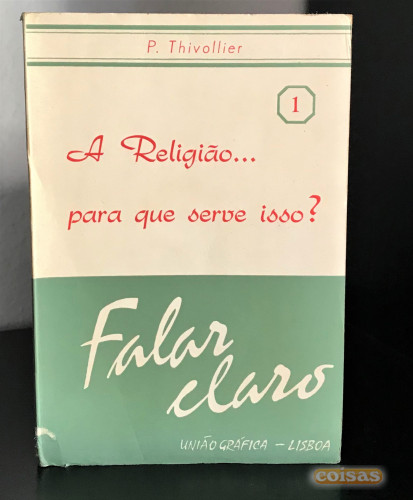 P. Thivollier
1
A Religião...
para que serve isso?
Falar
claro
UNIÃO GRÁFICA – LISBOA
coisas